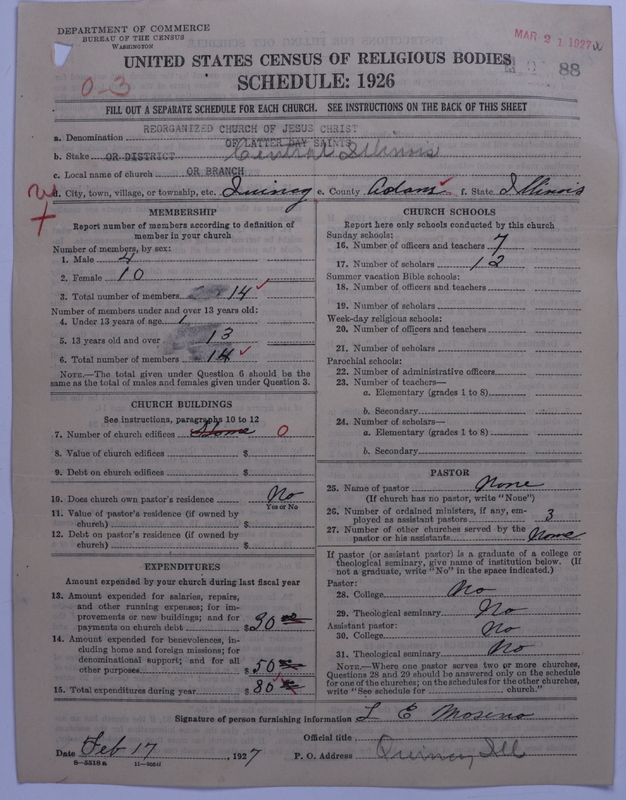 DEPARTMENT OF COMMERCE
BUREAU OF THE CENSUS
WASHINGTON
MAR 21 1927
88
UNITED STATES CENSUS OF RELIGIOUS BODIES
SCHEDULE: 1926
0-3
FILL OUT A SEPARATE SCHEDULE FOR EACH CHURCH. SEE INSTRUCTIONS ON THE BACK OF THIS SHEET
REORGANIZED CHURCH OF JESUS CHRIST
a. Denomination OF LATTER DAY SAINTS
b. Stake OR DISTRICT Central Illinois
c. Local name of church OR BRANCH
d. City, town, village, or township, etc. Quincy e. County Adams f. State Illinois
MEMBERSHIP
Report number of members according to definition of member in your church
Number of members, by sex:
1. Male 4
2. Female 10
3. Total number of members 14
Number of members under and over 13 years old:
4. Under 13 years of age 1
5. 13 years old and over 13
6. Total number of members 14
NOTE.—The total given under Question 6 should be
same as the total of males and females given under Question 3.
CHURCH BUILDINGS
See instructions, paragraphs 10 to 12
7. Number of church edifices None 0
8. Value of church edifices $
9. Debt on church edifices $
10. Does church own pastor's residence No
Yes or No
11. Value of pastor's residence (if owned by
church) $
12. Debt on pastor's residence (if owned by
church) $
EXPENDITURES
Amount expended by your church during last fiscal year
13. Amount expended for salaries, repairs,
and other running expenses; for im-
provements or new buildings; and for
payments on church debt $30
14. Amount expended for benevolences, in-
cluding home and foreign missions; for
denominational support; and for all
other purposes $50
15. Total expenditures during year $80
CHURCH SCHOOLS
Report here only schools conducted by this church
Sunday schools:
16. Number of officers and teachers 7
17. Number of scholars 12
Summer vacation Bible schools:
18. Number of officers and teachers
19. Number of scholars
Week-day religious schools:
20. Number of officers and teachers
21. Number of scholars
Parochial schools:
22. Number of administrative officers
23. Number of teachers—
a. Elementary (grades 1 to 8)
b. Secondary
24. Number of scholars—
a. Elementary (grades 1 to 8)
b. Secondary
PASTOR
25. Name of pastor None
(If church has no pastor, write "None")
26. Number of ordained ministers, if any, em-
ployed as assistant pastors 3
27. Number of other churches served by the
pastor or his assistants None
If pastor (or assistant pastor) is a graduate of a college or
theological seminary, give name of institution below. (If
not a graduate, write "No" in the space indicated.)
Pastor:
28. College No
29. Theological seminary No
Assistant pastor:
30. College No
31. Theological seminary No
NOTE.—Where one pastor serves two or more churches,
Questions 28 and 29 should be answered only on the schedule
for one of the churches; on the schedules for the other churches,
write "See schedule for church."
Signature of person furnishing information L E
Official title
Date Feb 17, 1927 P. O. Address Quincy, Ill
8-5518a